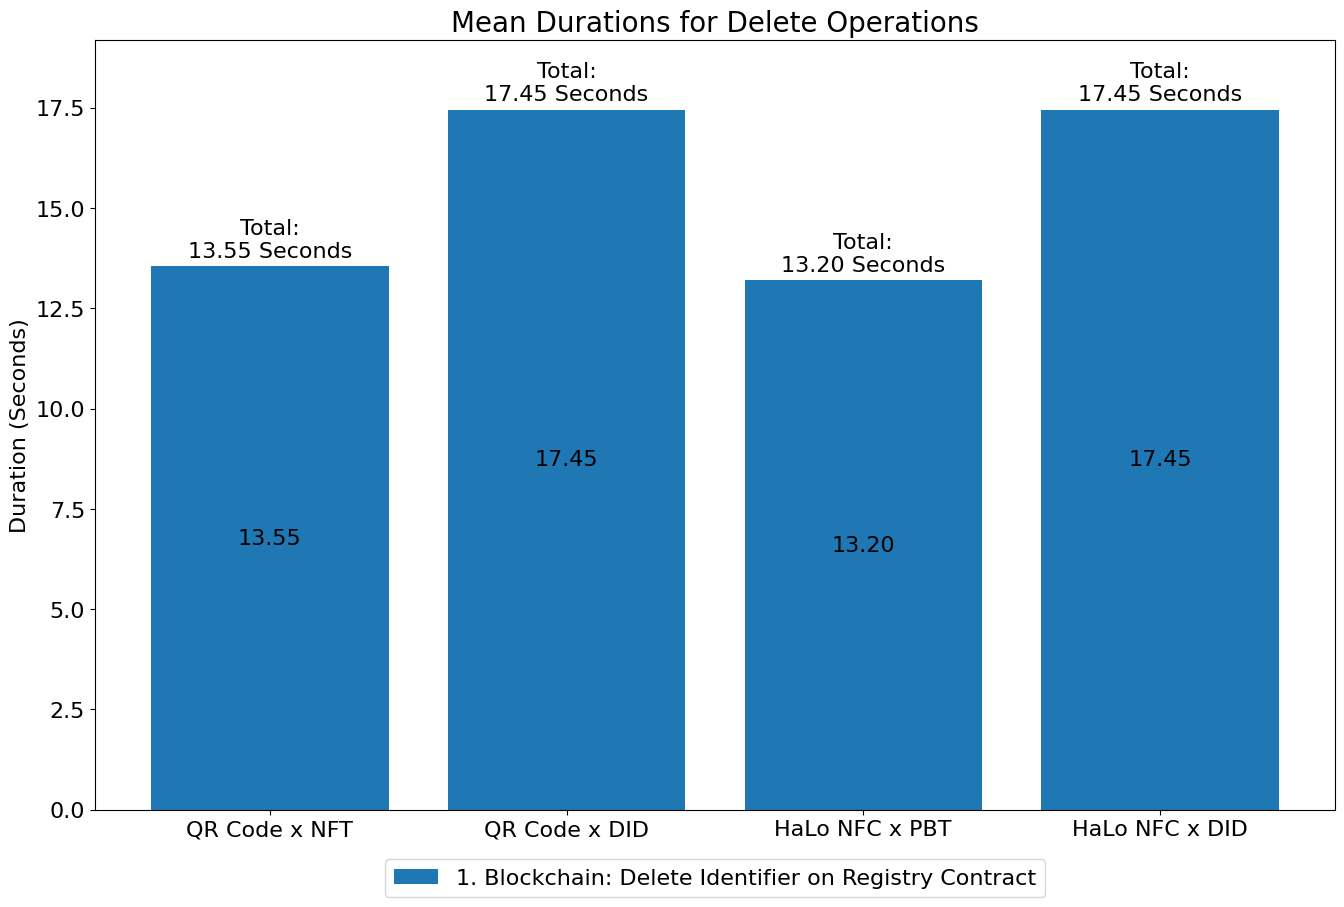 Mean Durations for Delete Operations
Total:
17.45 Seconds
Total:
17.45 Seconds
Total:
13.55 Seconds
Total:
13.20 Seconds
17.5
15.0
12.5
10.0
7.5
5.0
2.5
0.0
Duration (Seconds)
13.55
17.45
13.20
17.45
QR Code x NFT
QR Code x DID
HaLo NFC x PBT
HaLo NFC x DID
1. Blockchain: Delete Identifier on Registry Contract